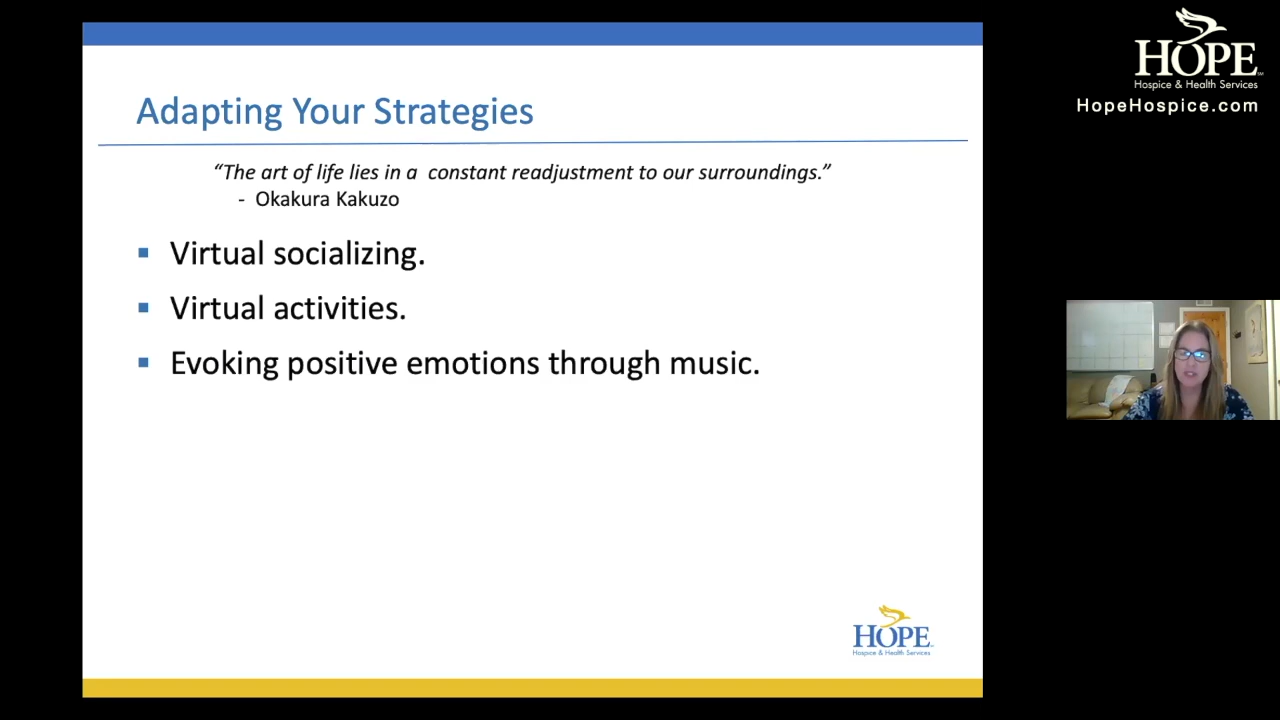 Adapting Your Strategies
“The art of life lies in a constant readjustment to our surroundings.”
- Okakura Kakuzo
▪ Virtual socializing.
▪ Virtual activities.
▪ Evoking positive emotions through music.
HOPE
Hospice & Health Services
HOPE
Hospice & Health Services
HopeHospice.com